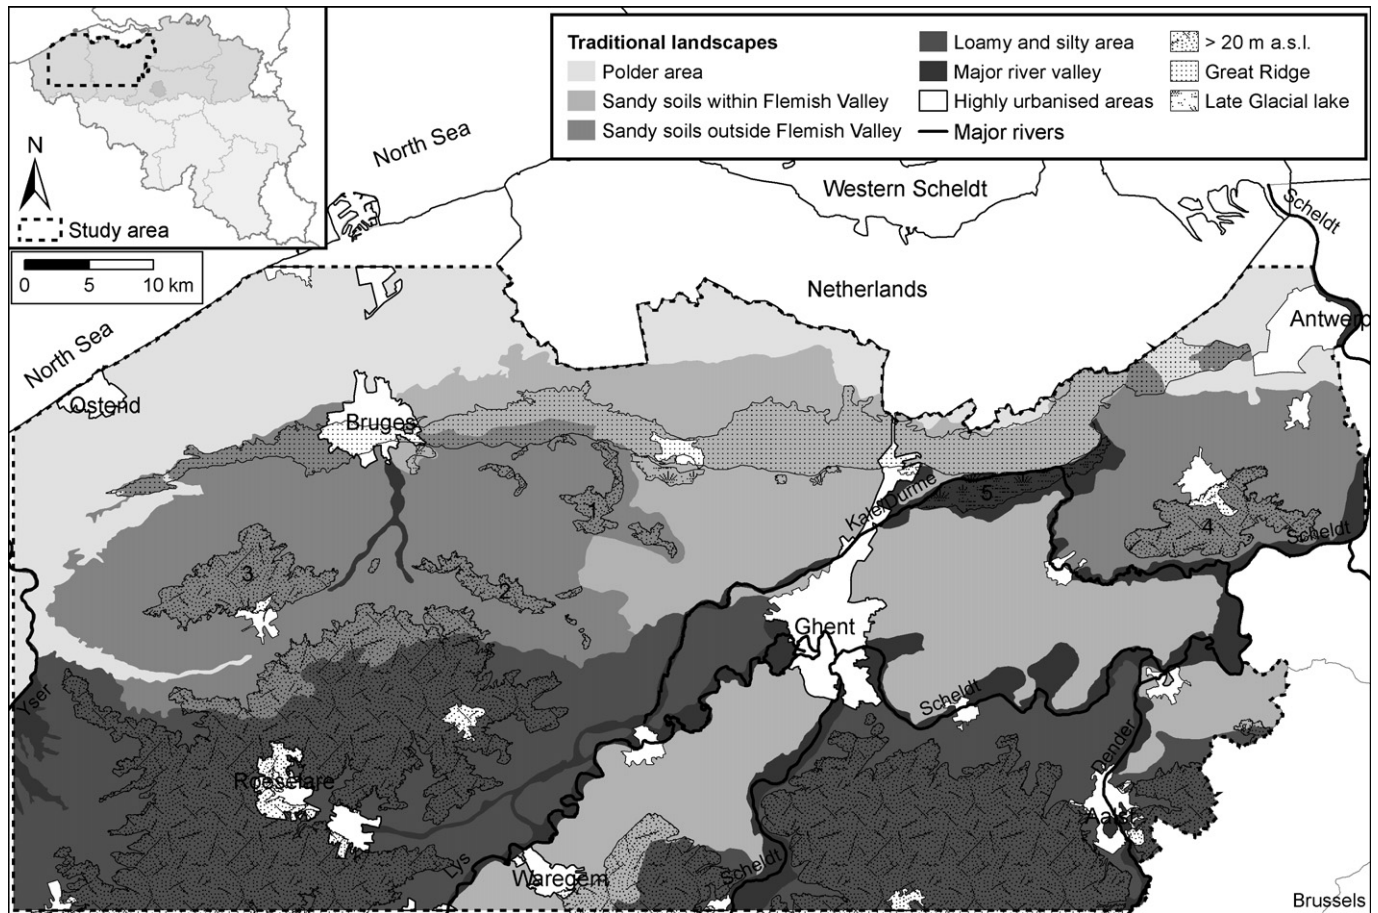 N
Study area
0 5 10 km
Traditional landscapes
Polder area
Sandy soils within Flemish Valley
Sandy soils outside Flemish Valley
Loamy and silty area
Major river valley
Highly urbanised areas
Major rivers
> 20 m a.s.l.
Great Ridge
Late Glacial lake
North Sea
Western Scheldt
Scheldt
Netherlands
Antwerp
North Sea
Ostend
Bruges
Kale/Durme
5
1
4
Scheldt
3
2
Ghent
Yser
Scheldt
Dender
Roeselare
Aalst
Lys
Waregem
Scheldt
Brussels